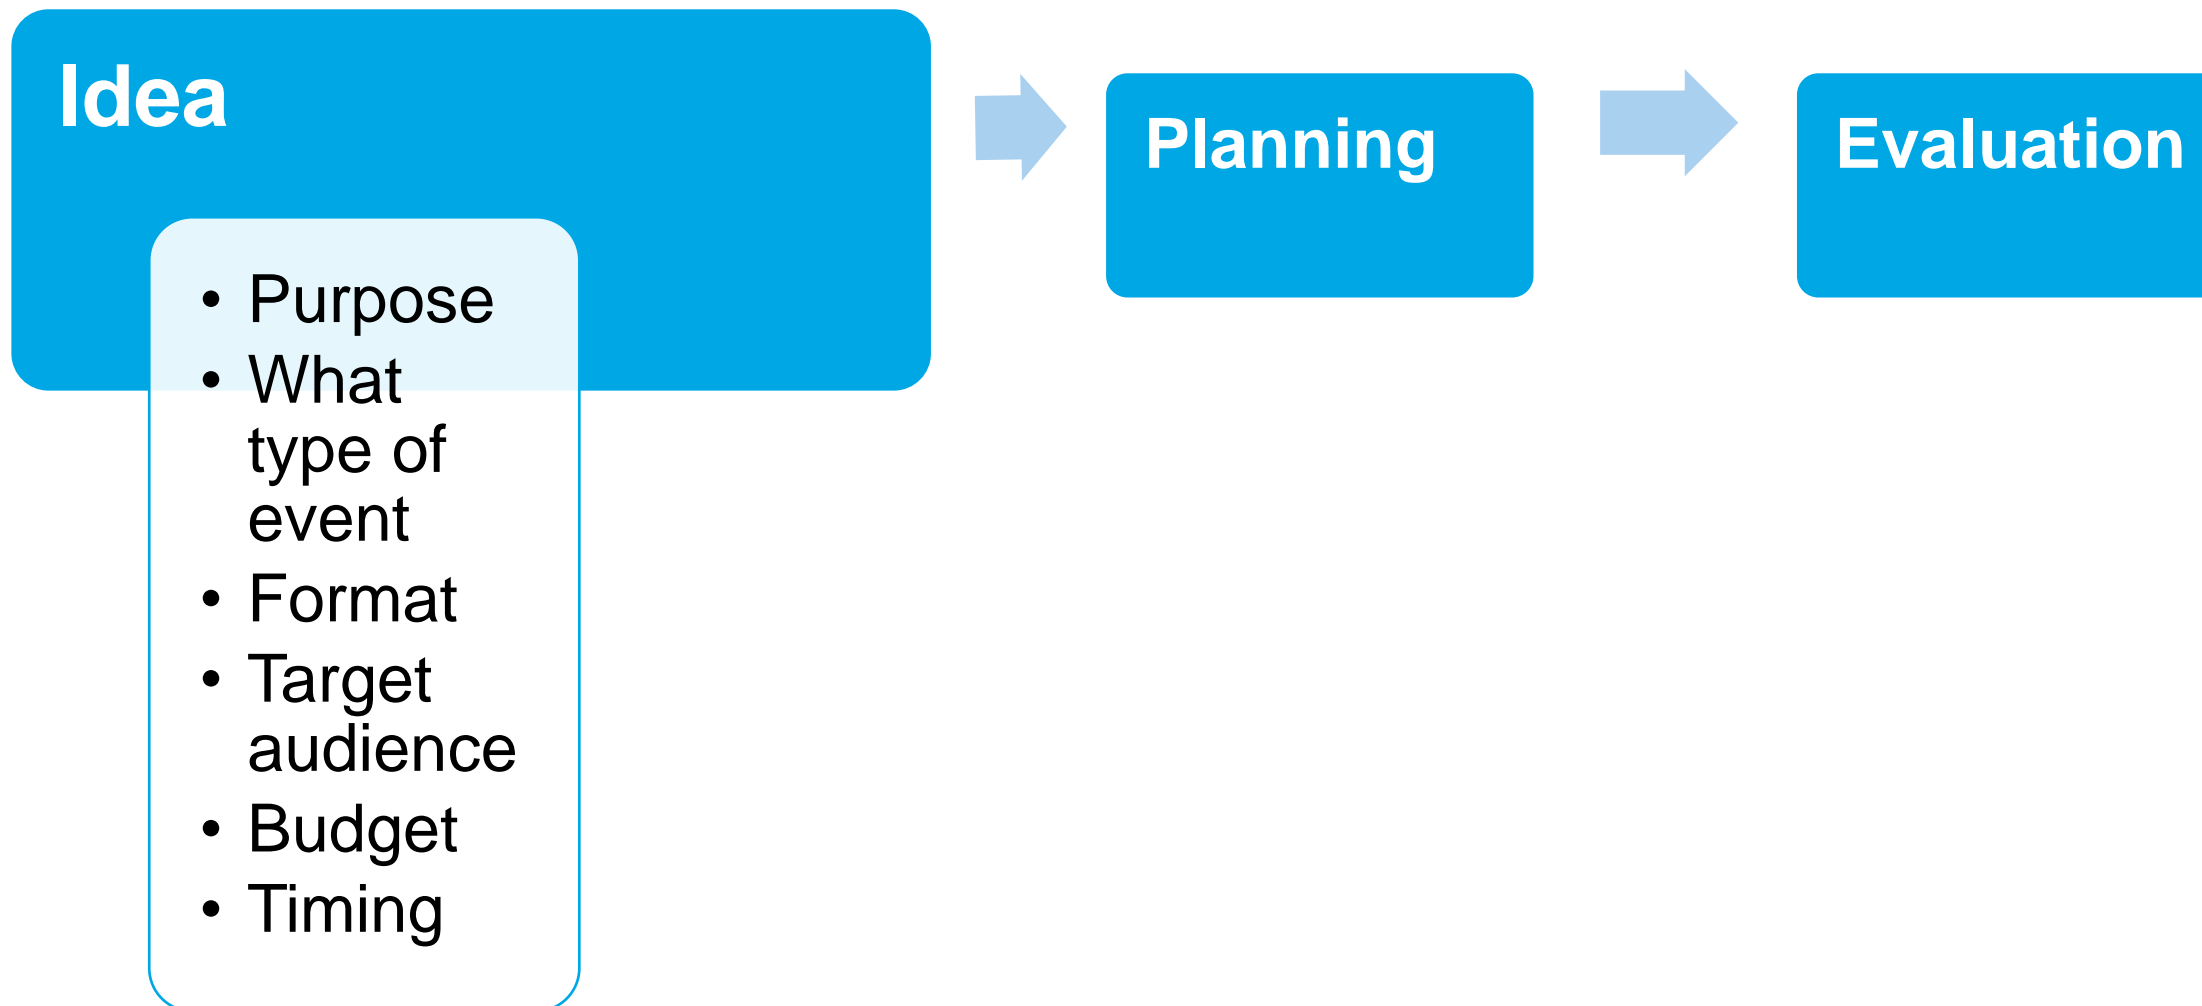 Idea
Planning
Evaluation
• Purpose
• What
type of
event
• Format
• Target
audience
• Budget
• Timing